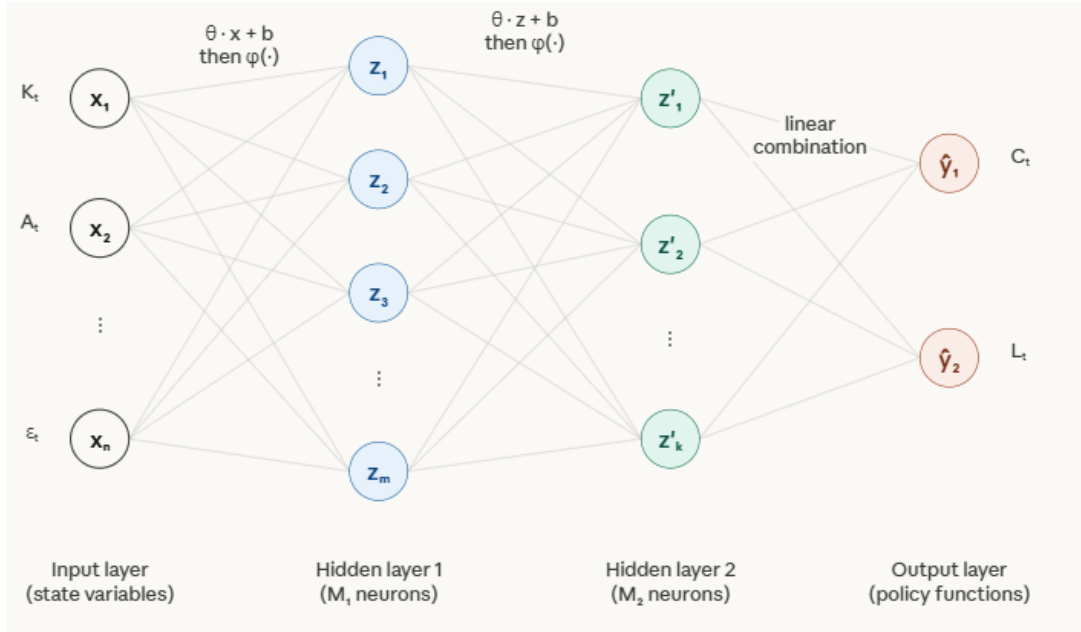 θ · x + b
then φ(·)
θ · z + b
then φ(·)
Kₜ
x₁
z₁
z′₁
linear
combination
ŷ₁
Cₜ
Aₜ
x₂
z₂
z′₂
z₃
⋮
⋮
⋮
ŷ₂
Lₜ
εₜ
xₙ
zₘ
z′ₖ
Input layer
(state variables)
Hidden layer 1
(M₁ neurons)
Hidden layer 2
(M₂ neurons)
Output layer
(policy functions)